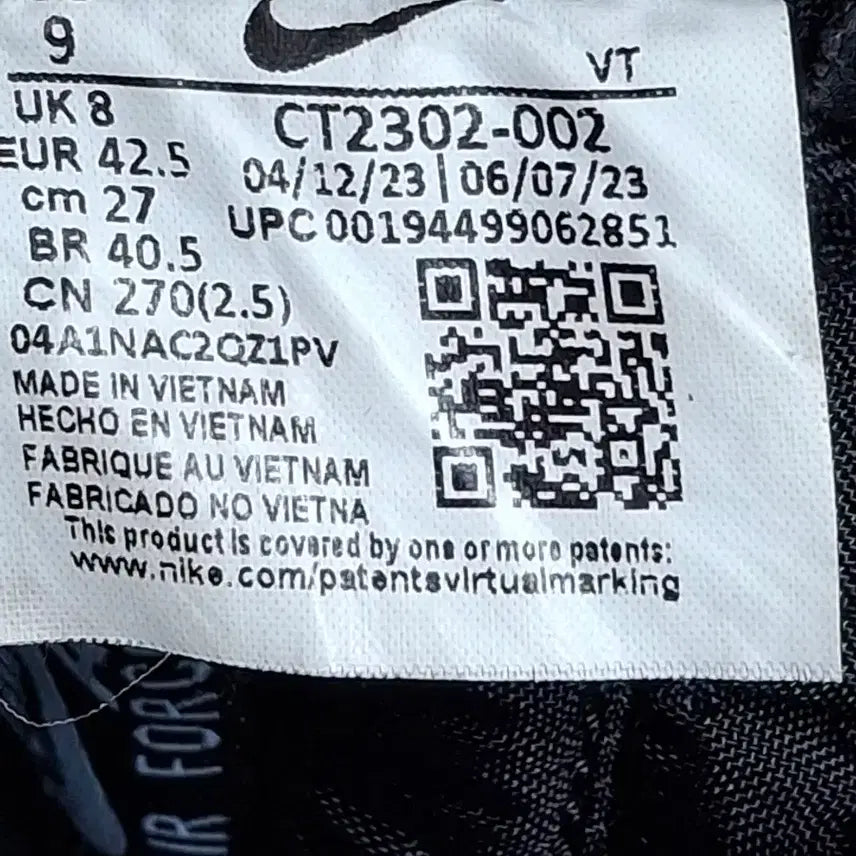 9
VT
UK 8
CT2302-002
EUR 42.5
04/12/23 | 06/07/23
cm 27
UPC 00194499062851
BR 40.5
CN 270(2.5)
04A1NAC2QZ1PV
MADE IN VIETNAM
HECHO EN VIETNAM
FABRIQUE AU VIETNAM
FABRICADO NO VIETNA
This product is covered by one or more patents:
www.nike.com/patentsvirtualmarking
IR FORC